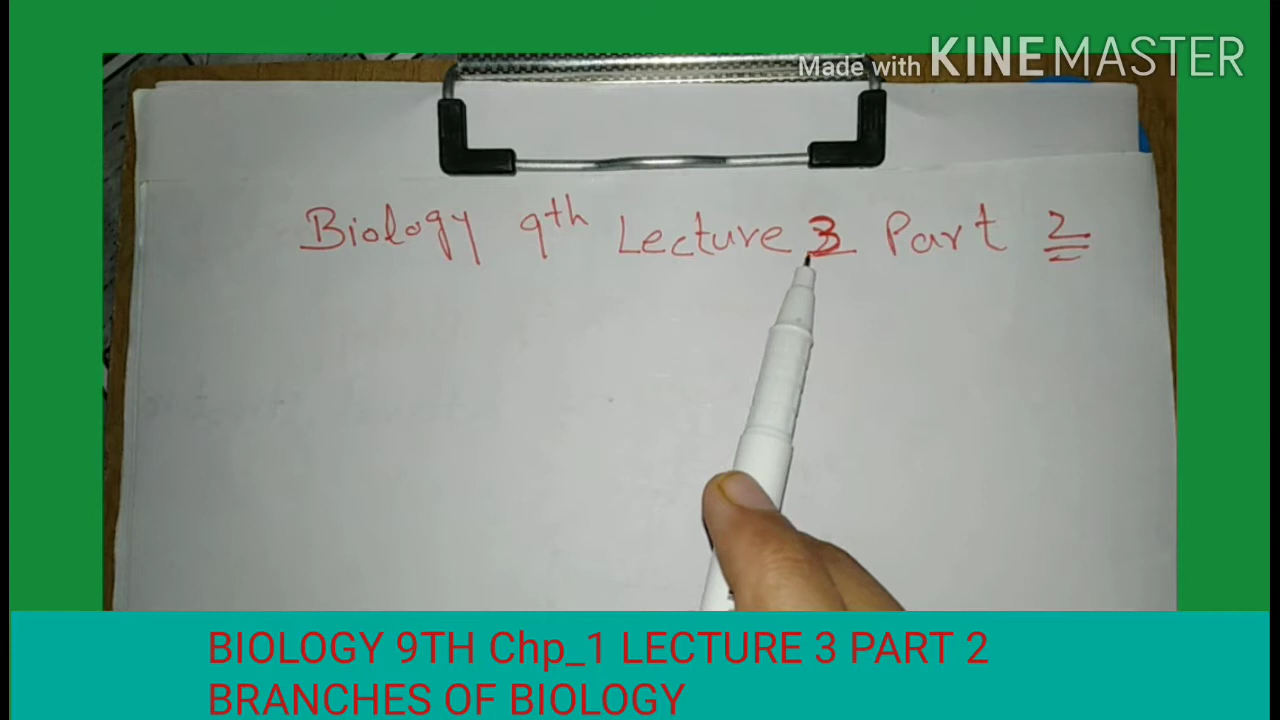 Made with KINEMASTER
Biology 9th Lecture 3 Part 2
BIOLOGY 9TH Chp_1 LECTURE 3 PART 2
BRANCHES OF BIOLOGY